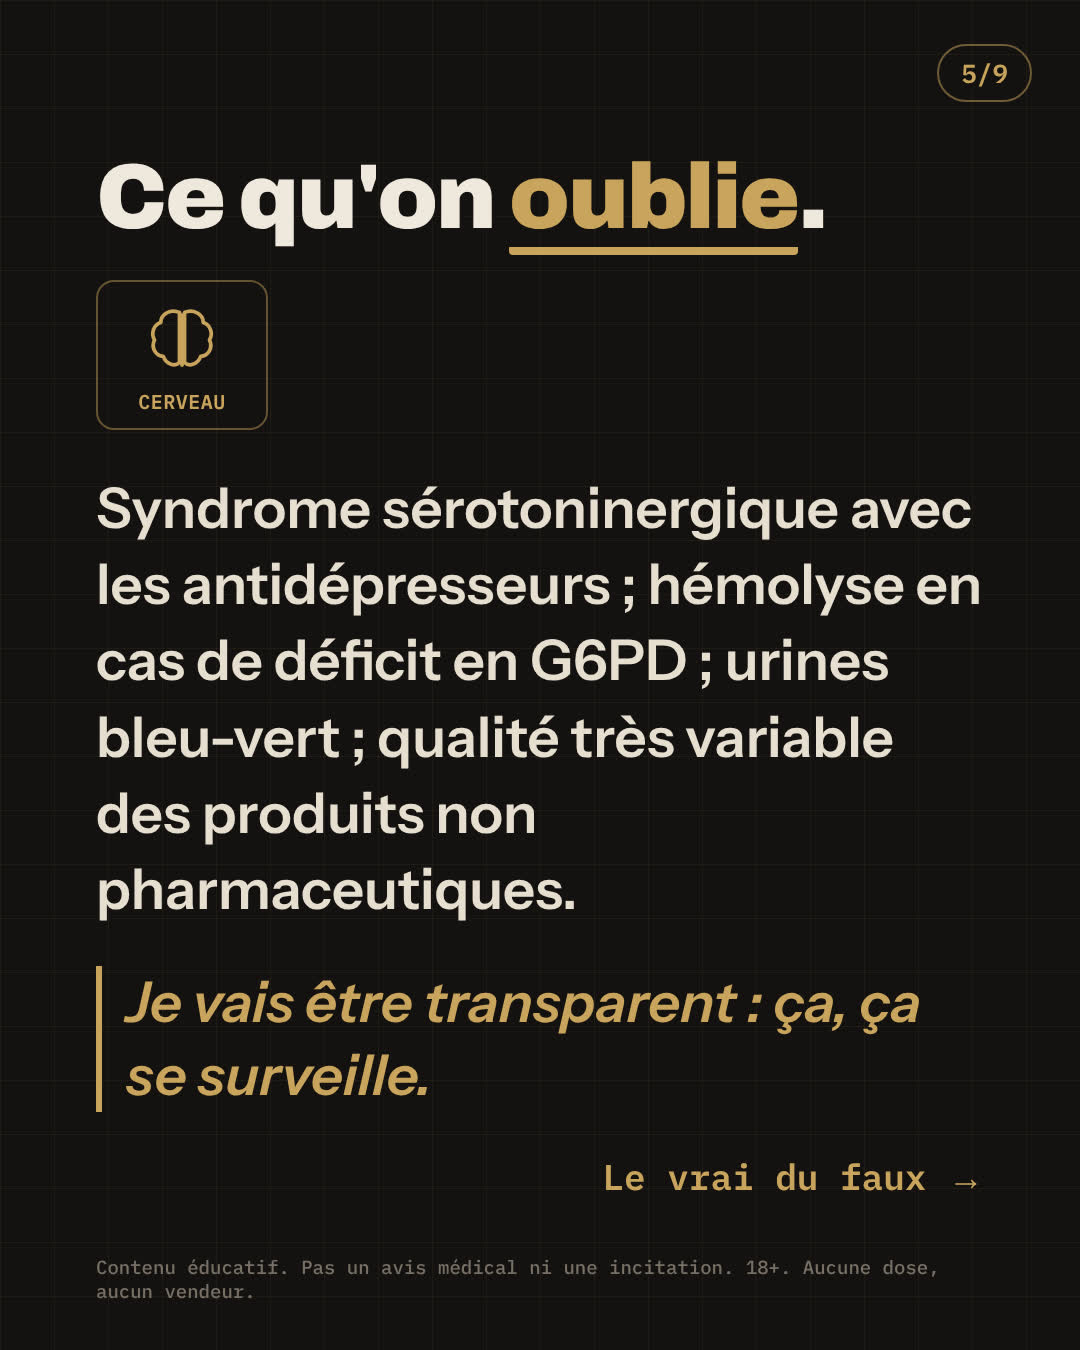 5/9
Ce qu'on oublie.
CERVEAU
Syndrome sérotoninergique avec
les antidépresseurs ; hémolyse en
cas de déficit en G6PD ; urines
bleu-vert ; qualité très variable
des produits non
pharmaceutiques.
Je vais être transparent : ça, ça
se surveille.
Le vrai du faux →
Contenu éducatif. Pas un avis médical ni une incitation. 18+. Aucune dose,
aucun vendeur.